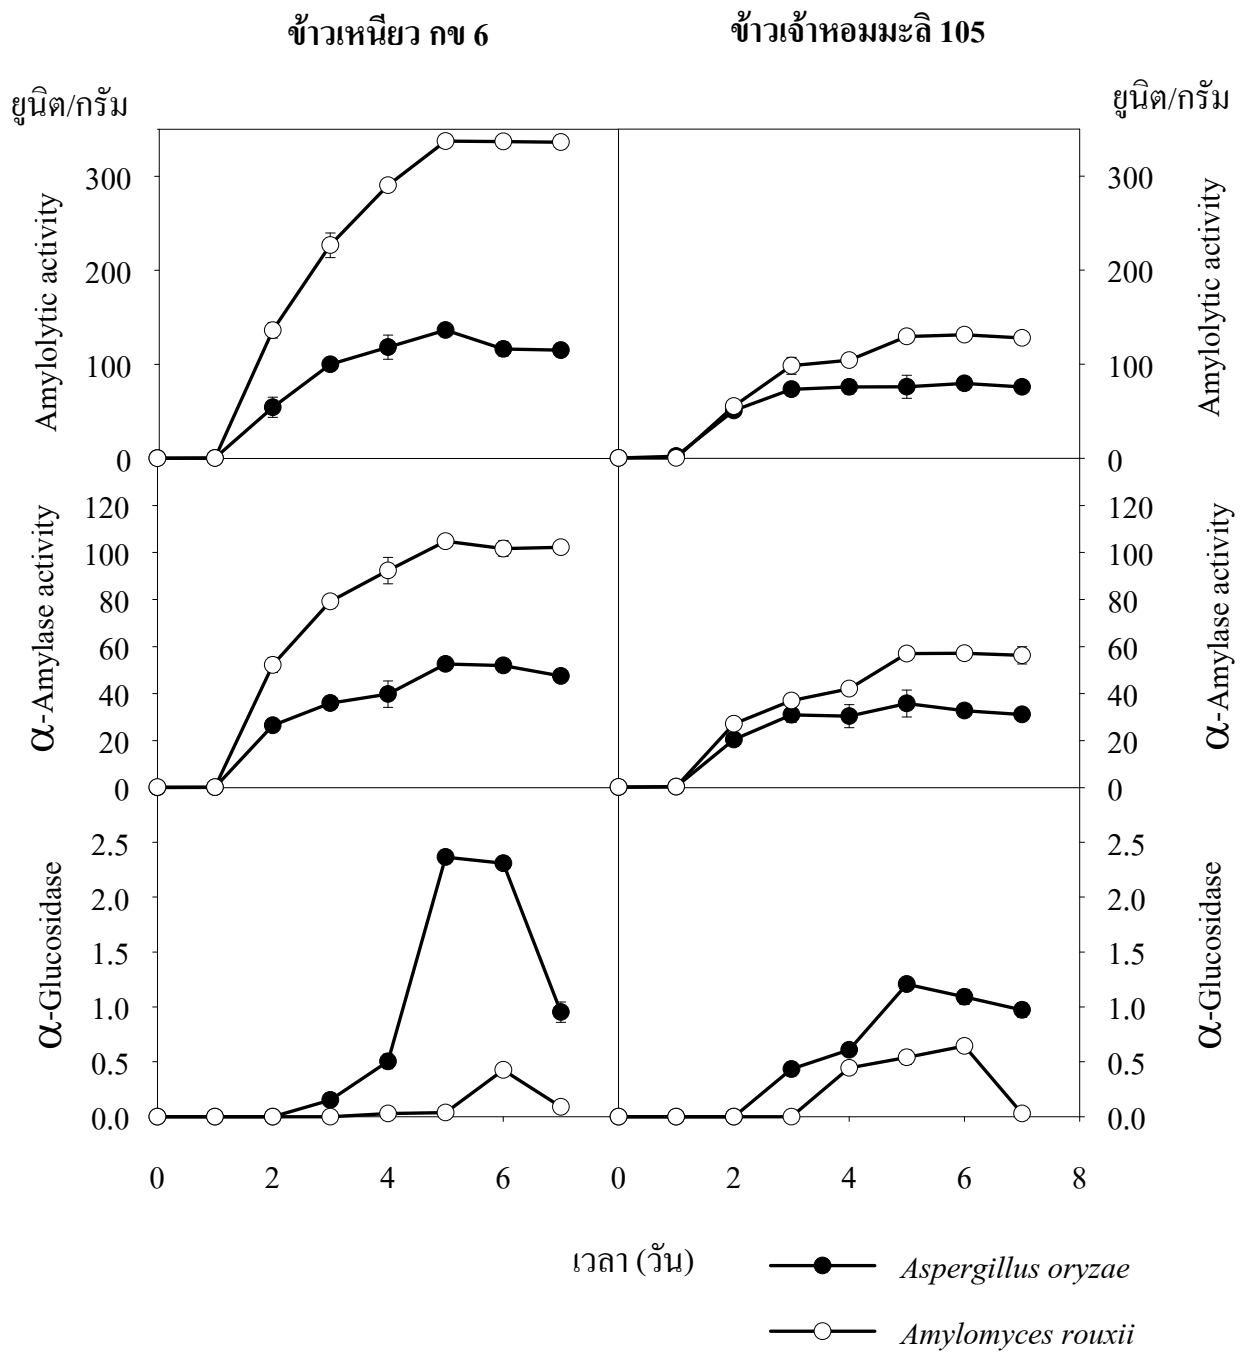 ข้าวเหนียว กข 6
ข้าวเจ้าหอมมะลิ 105
ยูนิต/กรัม
ยูนิต/กรัม
Amylolytic activity
300
200
100
0
300
200
100
0
Amylolytic activity
α-Amylase activity
120
100
80
60
40
20
0
120
100
80
60
40
20
0
α-Amylase activity
α-Glucosidase
2.5
2.0
1.5
1.0
0.5
0.0
2.5
2.0
1.5
1.0
0.5
0.0
α-Glucosidase
0 2 4 6 0 2 4 6 8
เวลา (วัน)
Aspergillus oryzae
Amylomyces rouxii